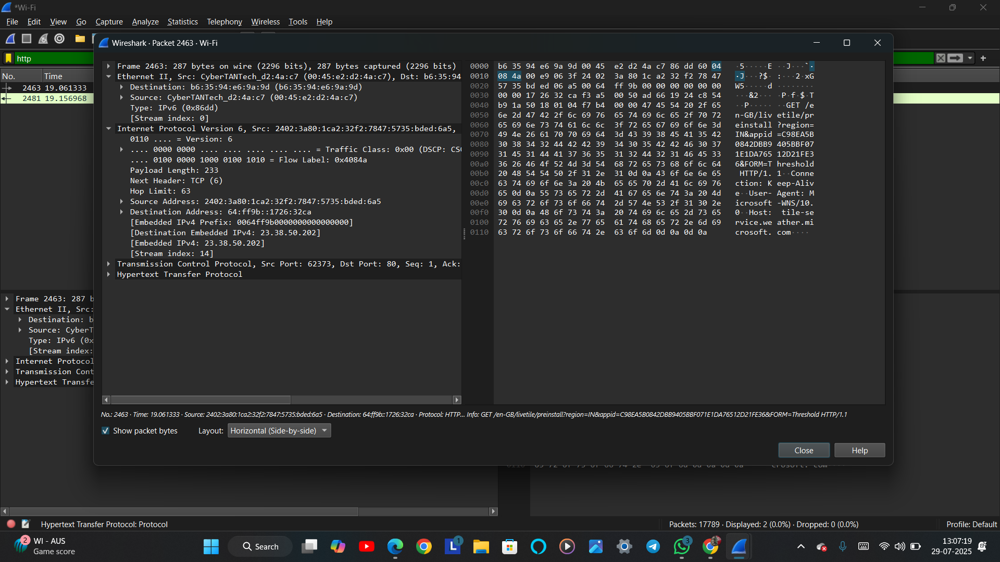 *Wi-Fi
File Edit View Go Capture Analyze Statistics Telephony Wireless Tools Help
http
No. Time
2463 19.061333
2481 19.156968
Wireshark · Packet 2463 · Wi-Fi
Frame 2463: 287 bytes on wire (2296 bits), 287 bytes captured (2296 bits)
Ethernet II, Src: CyberTANTech_d2:4a:c7 (00:45:e2:d2:4a:c7), Dst: b6:35:94
Destination: b6:35:94:e6:9a:9d (b6:35:94:e6:9a:9d)
Source: CyberTANTech_d2:4a:c7 (00:45:e2:d2:4a:c7)
Type: IPv6 (0x86dd)
[Stream index: 0]
Internet Protocol Version 6, Src: 2402:3a80:1ca2:32f2:7847:5735:bded:6a5,
0110 .... = Version: 6
.... 0000 0000 .... .... .... .... .... = Traffic Class: 0x00 (DSCP: CS0
.... 0100 0000 1000 0100 1010 = Flow Label: 0x4084a
Payload Length: 233
Next Header: TCP (6)
Hop Limit: 63
Source Address: 2402:3a80:1ca2:32f2:7847:5735:bded:6a5
Destination Address: 64:ff9b::1726:32ca
[Embedded IPv4 Prefix: 0064ff9b0000000000000000]
[Destination Embedded IPv4: 23.38.50.202]
[Embedded IPv4: 23.38.50.202]
[Stream index: 14]
Transmission Control Protocol, Src Port: 62373, Dst Port: 80, Seq: 1, Ack:
Hypertext Transfer Protocol
0000 b6 35 94 e6 9a 9d 00 45 e2 d2 4a c7 86 dd 60 04 ·5·····E ··J···`·
0010 08 4a 00 e9 06 3f 24 02 3a 80 1c a2 32 f2 78 47 ·J···?$· :···2·xG
0020 57 35 bd ed 06 a5 00 64 ff 9b 00 00 00 00 00 00 W5·····d ········
0030 00 00 17 26 32 ca f3 a5 00 50 ad 66 19 24 c8 54 ···&2··· ·P·f·$·T
0040 b9 1a 50 18 01 04 f7 b4 00 00 47 45 54 20 2f 65 ··P····· ··GET /e
0050 6e 2d 47 42 2f 6c 69 76 65 74 69 6c 65 2f 70 72 n-GB/liv etile/pr
0060 65 69 6e 73 74 61 6c 6c 3f 72 65 67 69 6f 6e 3d einstall ?region=
0070 49 4e 26 61 70 70 69 64 3d 43 39 38 45 41 35 42 IN&appid =C98EA5B
0080 30 38 34 32 44 42 42 39 34 30 35 42 42 46 30 37 0842DBB9 405BBF07
0090 31 45 31 44 41 37 36 35 31 32 44 32 31 46 45 33 1E1DA765 12D21FE3
00a0 36 26 46 4f 52 4d 3d 54 68 72 65 73 68 6f 6c 64 6&FORM=T hreshold
00b0 20 48 54 54 50 2f 31 2e 31 0d 0a 43 6f 6e 6e 65 HTTP/1. 1··Conne
00c0 63 74 69 6f 6e 3a 20 4b 65 65 70 2d 41 6c 69 76 ction: K eep-Aliv
00d0 65 0d 0a 55 73 65 72 2d 41 67 65 6e 74 3a 20 4d e··User- Agent: M
00e0 69 63 72 6f 73 6f 66 74 2d 57 4e 53 2f 31 30 2e icrosoft -WNS/10.
00f0 30 0d 0a 48 6f 73 74 3a 20 74 69 6c 65 2d 73 65 0··Host: tile-se
0100 72 76 69 63 65 2e 77 65 61 74 68 65 72 2e 6d 69 rvice.we ather.mi
0110 63 72 6f 73 6f 66 74 2e 63 6f 6d 0d 0a 0d 0a crosoft. com····
No.: 2463 · Time: 19.061333 · Source: 2402:3a80:1ca2:32f2:7847:5735:bded:6a5 · Destination: 64:ff9b::1726:32ca · Protocol: HTTP... Info: GET /en-GB/livetile/preinstall?region=IN&appid=C98EA5B0842DBB9405BBF071E1DA76512D21FE36&FORM=Threshold HTTP/1.1
Show packet bytes Layout: Horizontal (Side-by-side)
Close Help
Frame 2463: 287 b
Ethernet II, Src:
Destination: b
Source: CyberT
Type: IPv6 (0x
[Stream index:
Internet Protocol
Transmission Cont
Hypertext Transfe
Hypertext Transfer Protocol: Protocol
Packets: 17789 · Displayed: 2 (0.0%) · Dropped: 0 (0.0%)
Profile: Default
2
WI - AUS
Game score
Search
L
1
3
13:07:19
29-07-2025